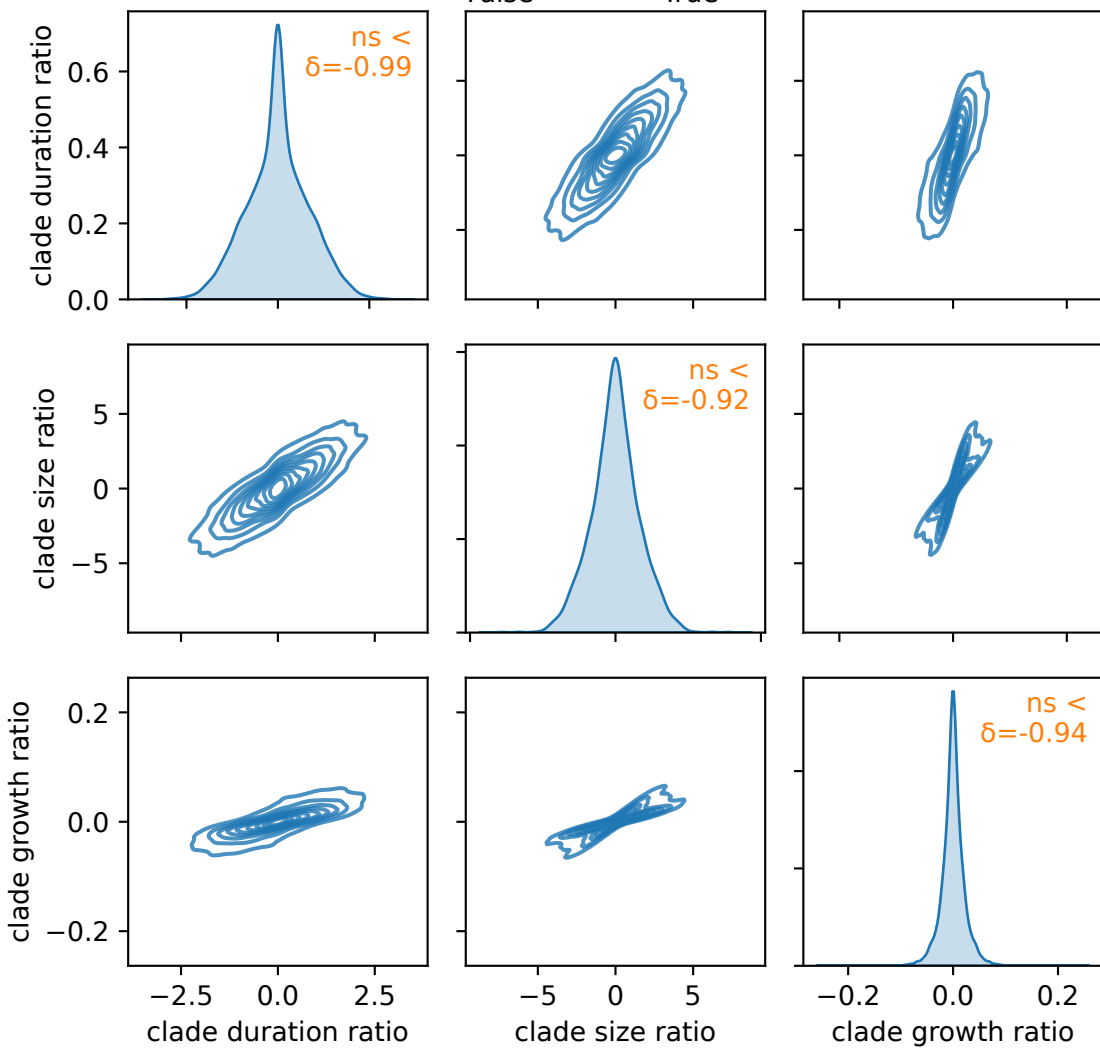 clade duration ratio
0.6
0.4
0.2
0.0
ns <
δ=-0.99
clade size ratio
5
0
−5
ns <
δ=-0.92
clade growth ratio
0.2
0.0
−0.2
ns <
δ=-0.94
−2.5 0.0 2.5
−5 0 5
−0.2 0.0 0.2
clade duration ratio
clade size ratio
clade growth ratio